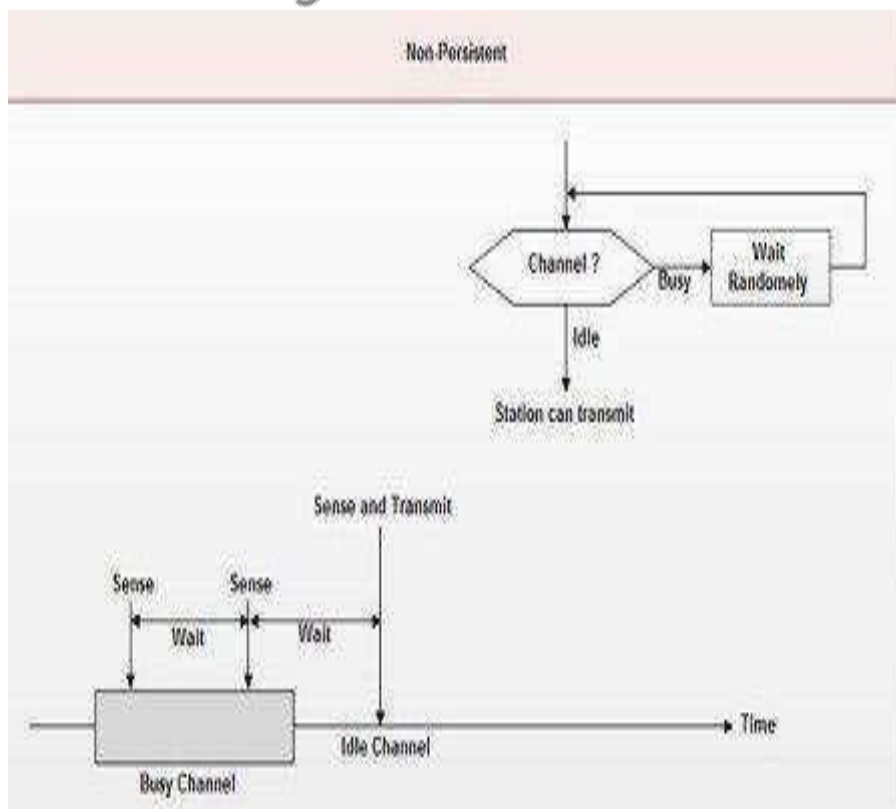 Non-Persistent
Channel ?
Busy
Wait
Randomely
Idle
Station can transmit
Sense and Transmit
Sense
Sense
Wait
Wait
Time
Idle Channel
Busy Channel